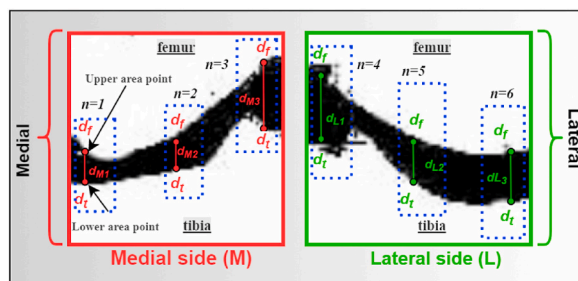 Medial
femur
Upper area point
n=1
n=2
n=3
d_f
d_f
d_f
d_M1
d_M2
d_M3
d_t
d_t
d_t
Lower area point
tibia
Medial side (M)
femur
n=4
n=5
n=6
d_f
d_f
d_f
d_L1
d_L2
d_L3
d_t
d_t
d_t
tibia
Lateral side (L)
Lateral